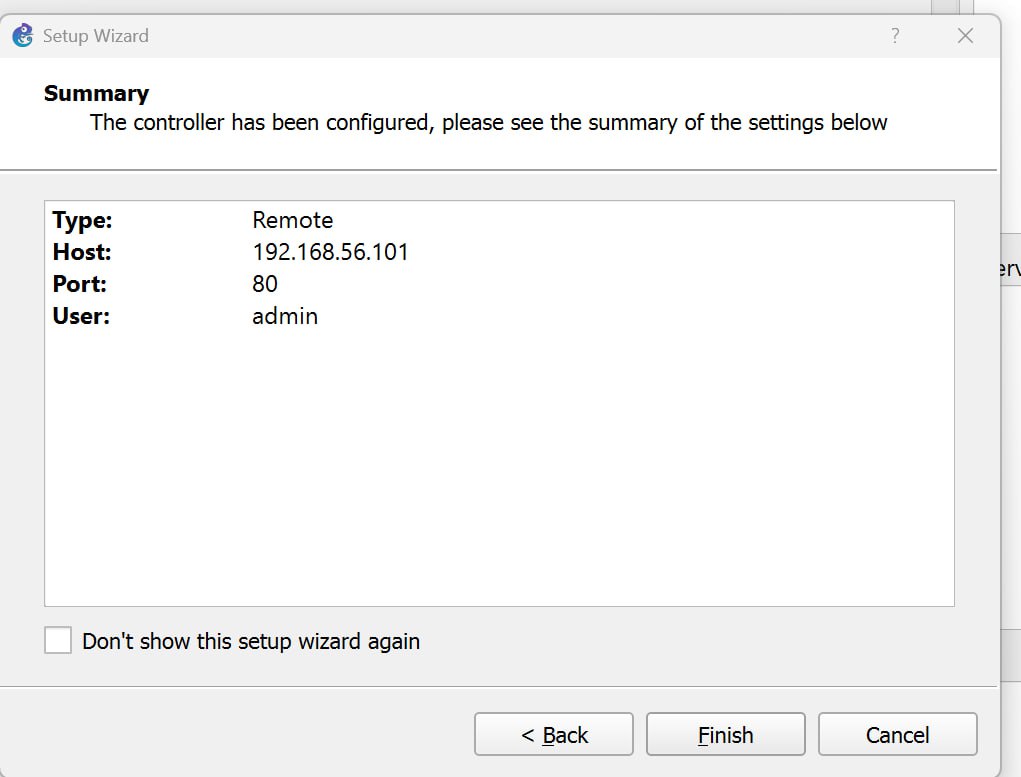 Setup Wizard
?
Summary
The controller has been configured, please see the summary of the settings below
Type: Remote
Host: 192.168.56.101
Port: 80
User: admin
Don't show this setup wizard again
< Back Finish Cancel